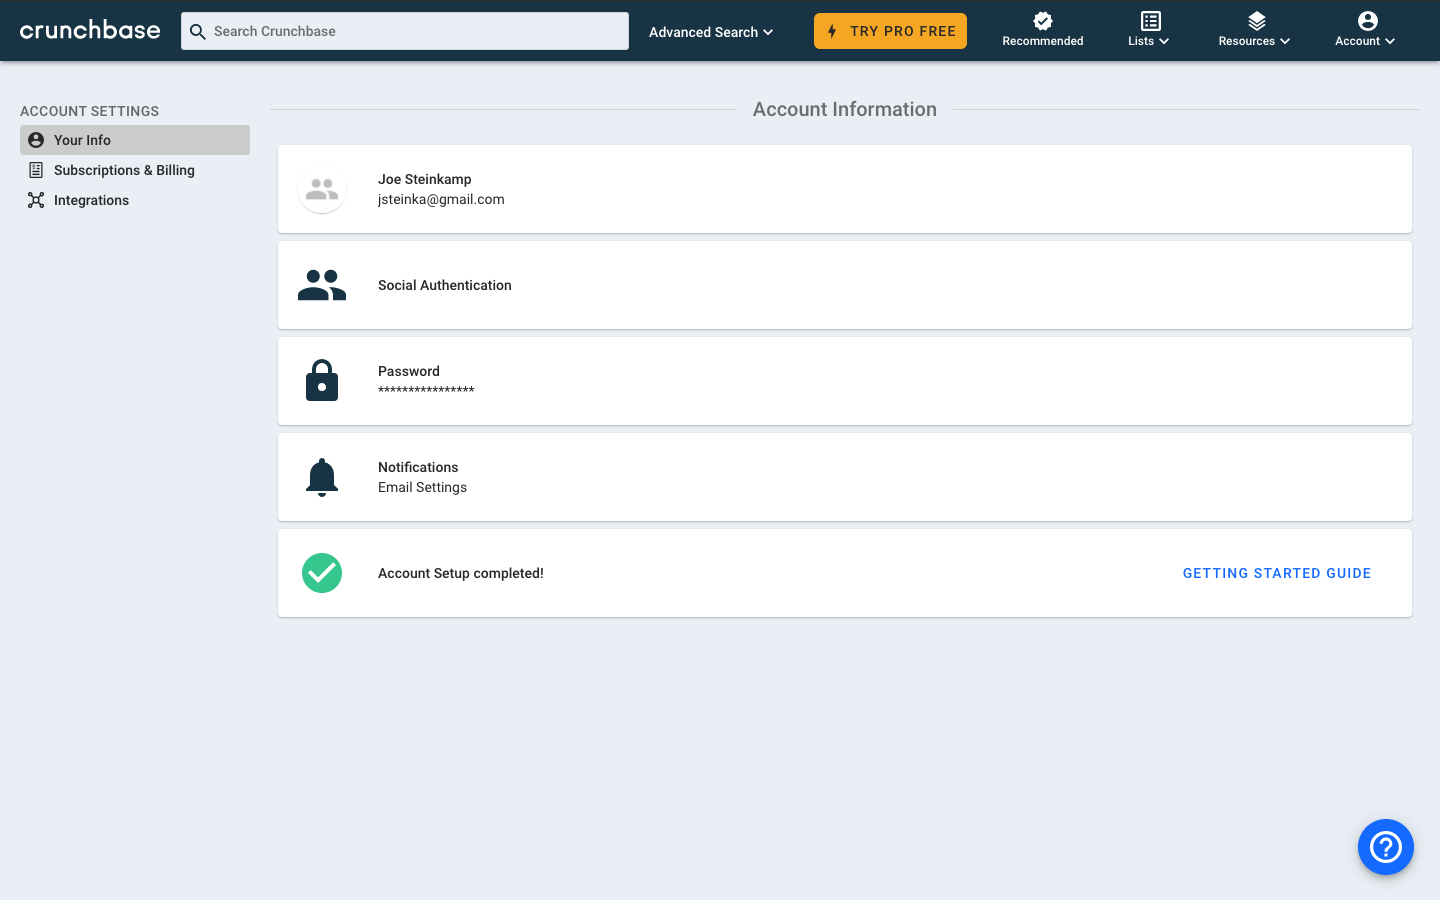 crunchbase
Search Crunchbase
Advanced Search
TRY PRO FREE
Recommended
Lists
Resources
Account
ACCOUNT SETTINGS
Your Info
Subscriptions & Billing
Integrations
Account Information
Joe Steinkamp
jsteinka@gmail.com
Social Authentication
Password
****************
Notifications
Email Settings
Account Setup completed!
GETTING STARTED GUIDE